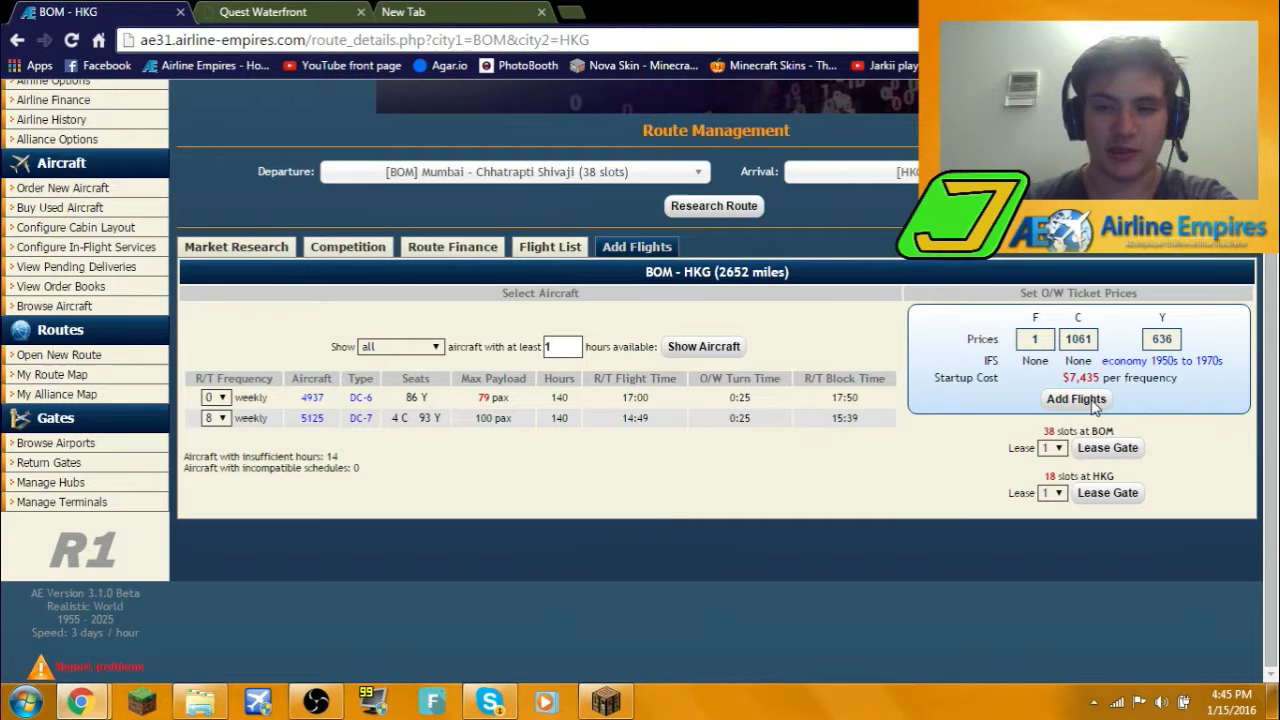 BOM - HKG
Quest Waterfront
New Tab
ae31.airline-empires.com/route_details.php?city1=BOM&city2=HKG
Apps Facebook Airline Empires - Ho... YouTube front page Agar.io PhotoBooth Nova Skin - Minecra... Minecraft Skins - Th... Jarkii play
Airline Options
Airline Finance
Airline History
Alliance Options
Aircraft
Order New Aircraft
Buy Used Aircraft
Configure Cabin Layout
Configure In-Flight Services
View Pending Deliveries
View Order Books
Browse Aircraft
Routes
Open New Route
My Route Map
My Alliance Map
Gates
Browse Airports
Return Gates
Manage Hubs
Manage Terminals
R1
AE Version 3.1.0 Beta
Realistic World
1955 - 2025
Speed: 3 days / hour
Report problems
Route Management
Departure: [BOM] Mumbai - Chhatrapti Shivaji (38 slots) Arrival: [HKG
Research Route
Market Research Competition Route Finance Flight List Add Flights
BOM - HKG (2652 miles)
Select Aircraft
Show all aircraft with at least 1 hours available: Show Aircraft
R/T Frequency Aircraft Type Seats Max Payload Hours R/T Flight Time O/W Turn Time R/T Block Time
0 weekly 4937 DC-6 86 Y 79 pax 140 17:00 0:25 17:50
8 weekly 5125 DC-7 4 C 93 Y 100 pax 140 14:49 0:25 15:39
Aircraft with insufficient hours: 14
Aircraft with incompatible schedules: 0
Set O/W Ticket Prices
F C Y
Prices 1 1061 636
IFS None None economy 1950s to 1970s
Startup Cost $7,435 per frequency
Add Flights
38 slots at BOM
Lease 1 Lease Gate
18 slots at HKG
Lease 1 Lease Gate
J
AE Airline Empires
99
F
S
4:45 PM
1/15/2016